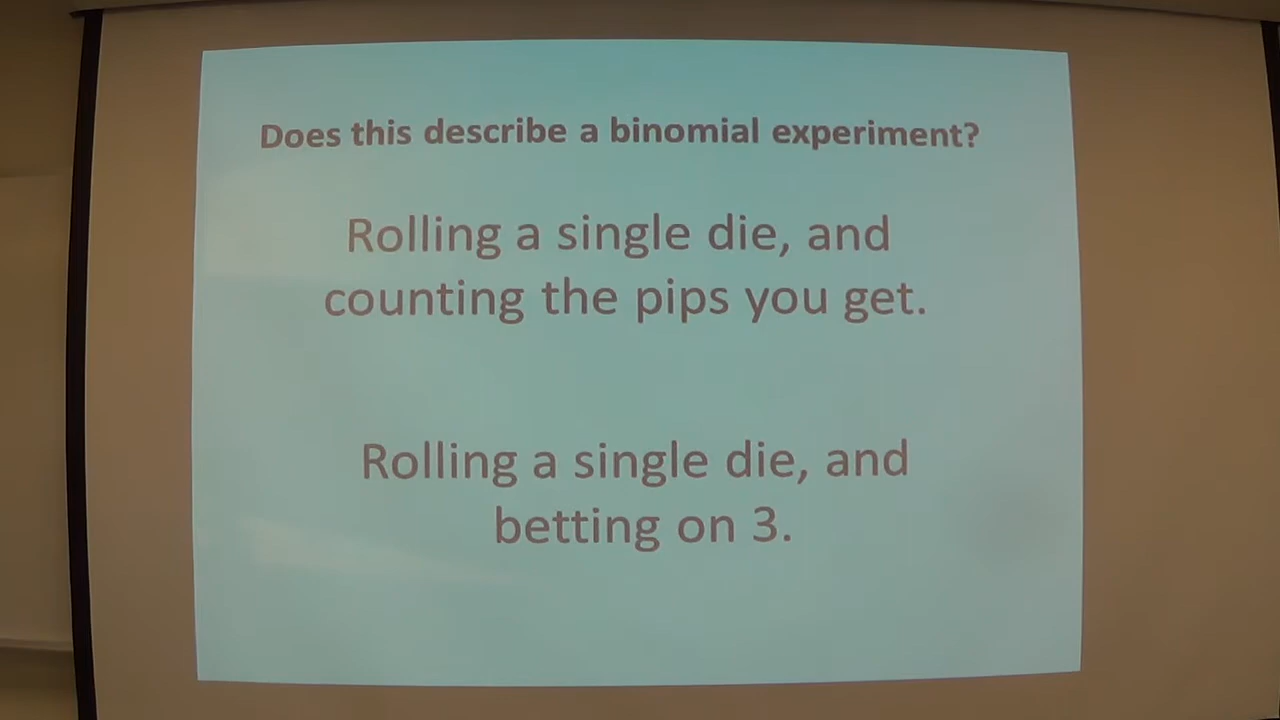 Does this describe a binomial experiment?
Rolling a single die, and
counting the pips you get.
Rolling a single die, and
betting on 3.